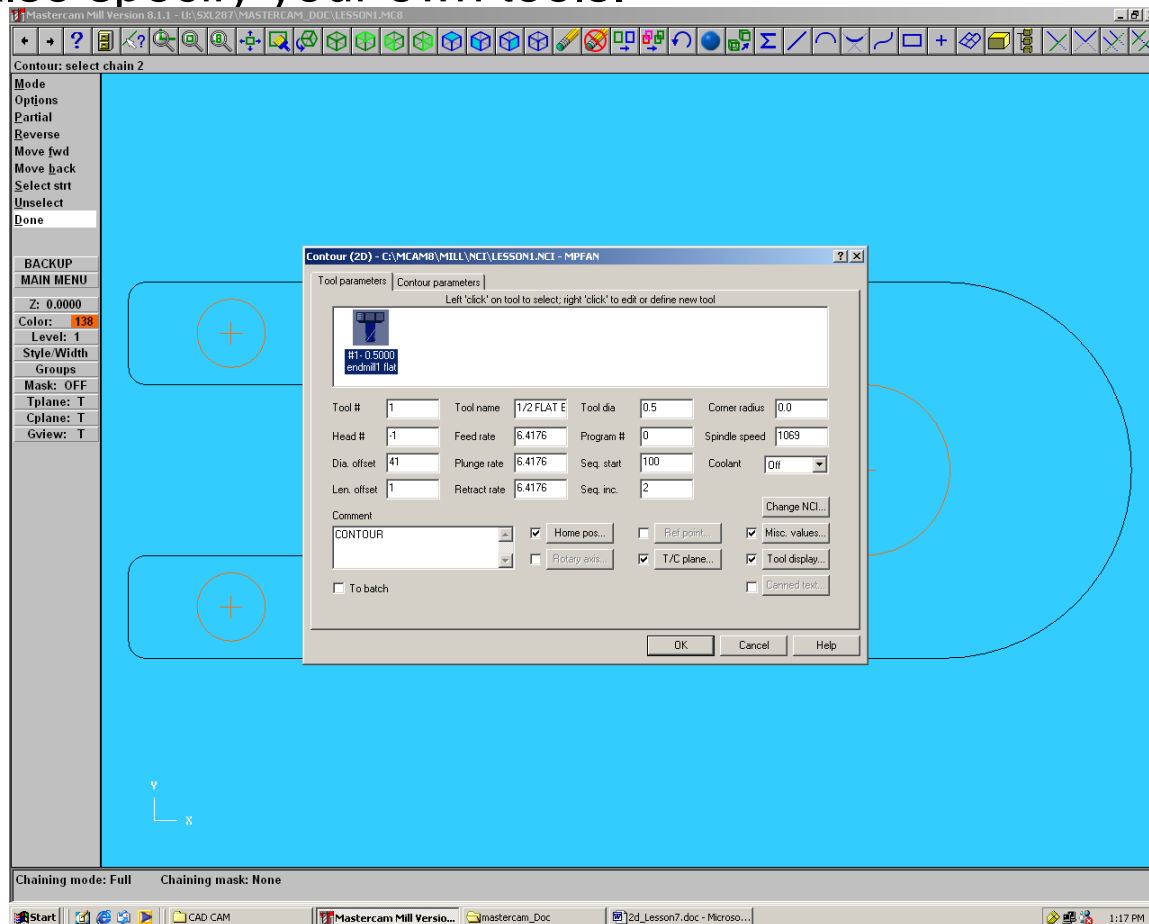 Mastercam Mill Version 8.1.1 - U:\SXL287\MASTERCAM_DOC\LESSON1.MC8
Contour: select chain 2
Mode
Options
Partial
Reverse
Move fwd
Move back
Select strt
Unselect
Done
BACKUP
MAIN MENU
Z: 0.0000
Color: 138
Level: 1
Style/Width
Groups
Mask: OFF
Tplane: T
Cplane: T
Gview: T
Contour (2D) - C:\MCAM8\MILL\NCI\LESSON1.NCI - MPFAN
Tool parameters Contour parameters
Left 'click' on tool to select; right 'click' to edit or define new tool
#1- 0.5000
endmill1 flat
Tool # 1 Tool name 1/2 FLAT E Tool dia 0.5 Corner radius 0.0
Head # -1 Feed rate 6.4176 Program # 0 Spindle speed 1069
Dia. offset 41 Plunge rate 6.4176 Seq. start 100 Coolant Off
Len. offset 1 Retract rate 6.4176 Seq. inc. 2
Change NCI...
Comment
CONTOUR
Home pos... Ref point... Misc. values...
Rotary axis... T/C plane... Tool display...
To batch Canned text...
OK Cancel Help
Y
X
Chaining mode: Full Chaining mask: None
Start CAD CAM Mastercam Mill Versio... mastercam_Doc 2d_Lesson7.doc - Microso... 1:17 PM